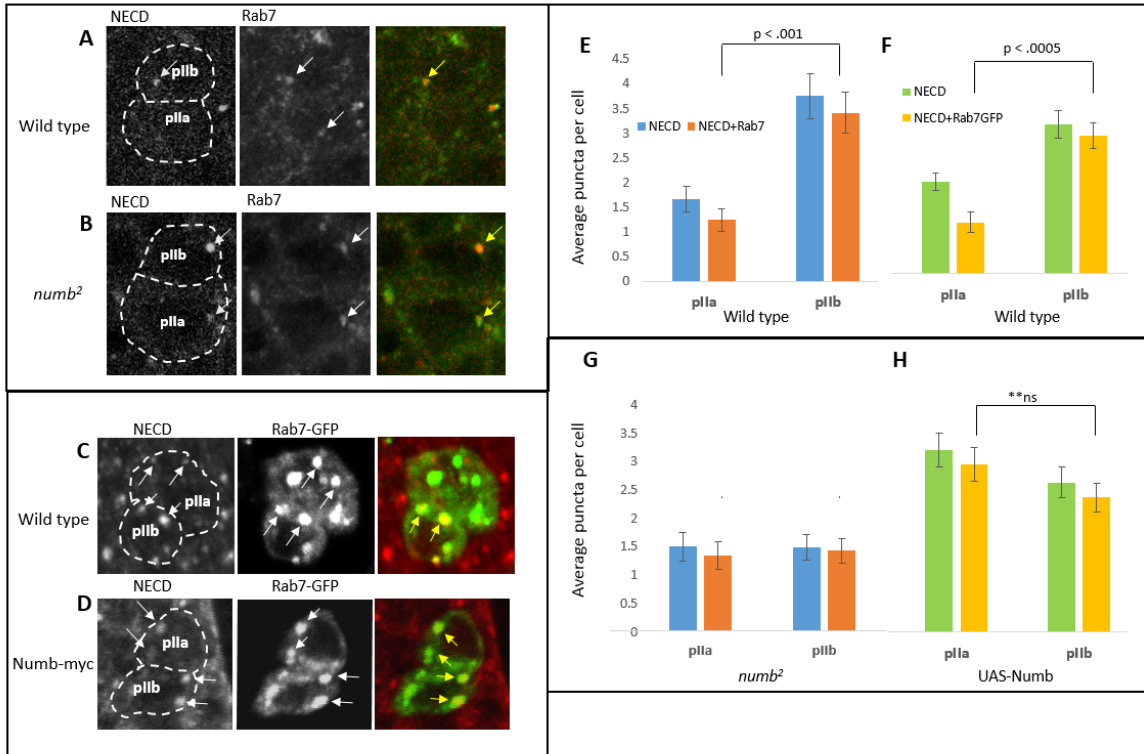 NECD Rab7
A
pIIb
pIIa
Wild type
NECD Rab7
B
pIIb
pIIa
numb²
NECD Rab7-GFP
C
pIIa
pIIb
Wild type
NECD Rab7-GFP
D
pIIa
pIIb
Numb-myc
E
p < .001
Average puncta per cell
4.5
4
3.5
3
2.5
2
1.5
1
0.5
0
NECD NECD+Rab7
pIIa pIIb
Wild type
F
p < .0005
NECD
NECD+Rab7GFP
pIIa pIIb
Wild type
G
Average puncta per cell
4
3.5
3
2.5
2
1.5
1
0.5
0
pIIa pIIb
numb²
H
**ns
pIIa pIIb
UAS-Numb